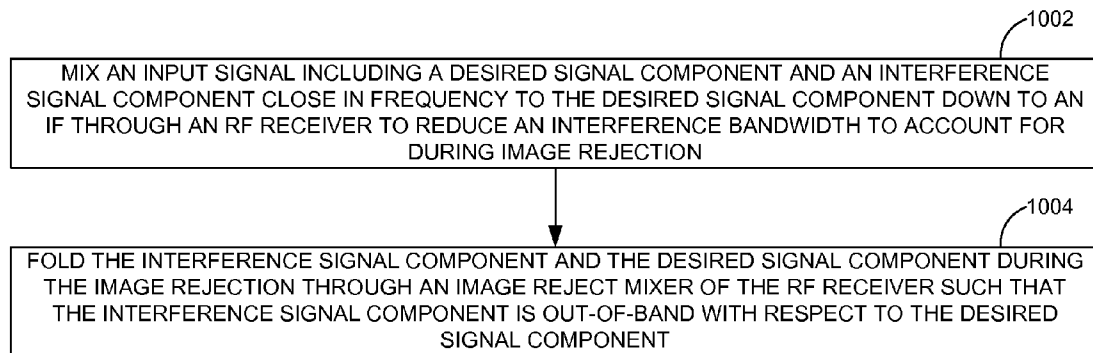 1002
MIX AN INPUT SIGNAL INCLUDING A DESIRED SIGNAL COMPONENT AND AN INTERFERENCE
SIGNAL COMPONENT CLOSE IN FREQUENCY TO THE DESIRED SIGNAL COMPONENT DOWN TO AN
IF THROUGH AN RF RECEIVER TO REDUCE AN INTERFERENCE BANDWIDTH TO ACCOUNT FOR
DURING IMAGE REJECTION
1004
FOLD THE INTERFERENCE SIGNAL COMPONENT AND THE DESIRED SIGNAL COMPONENT DURING
THE IMAGE REJECTION THROUGH AN IMAGE REJECT MIXER OF THE RF RECEIVER SUCH THAT
THE INTERFERENCE SIGNAL COMPONENT IS OUT-OF-BAND WITH RESPECT TO THE DESIRED
SIGNAL COMPONENT